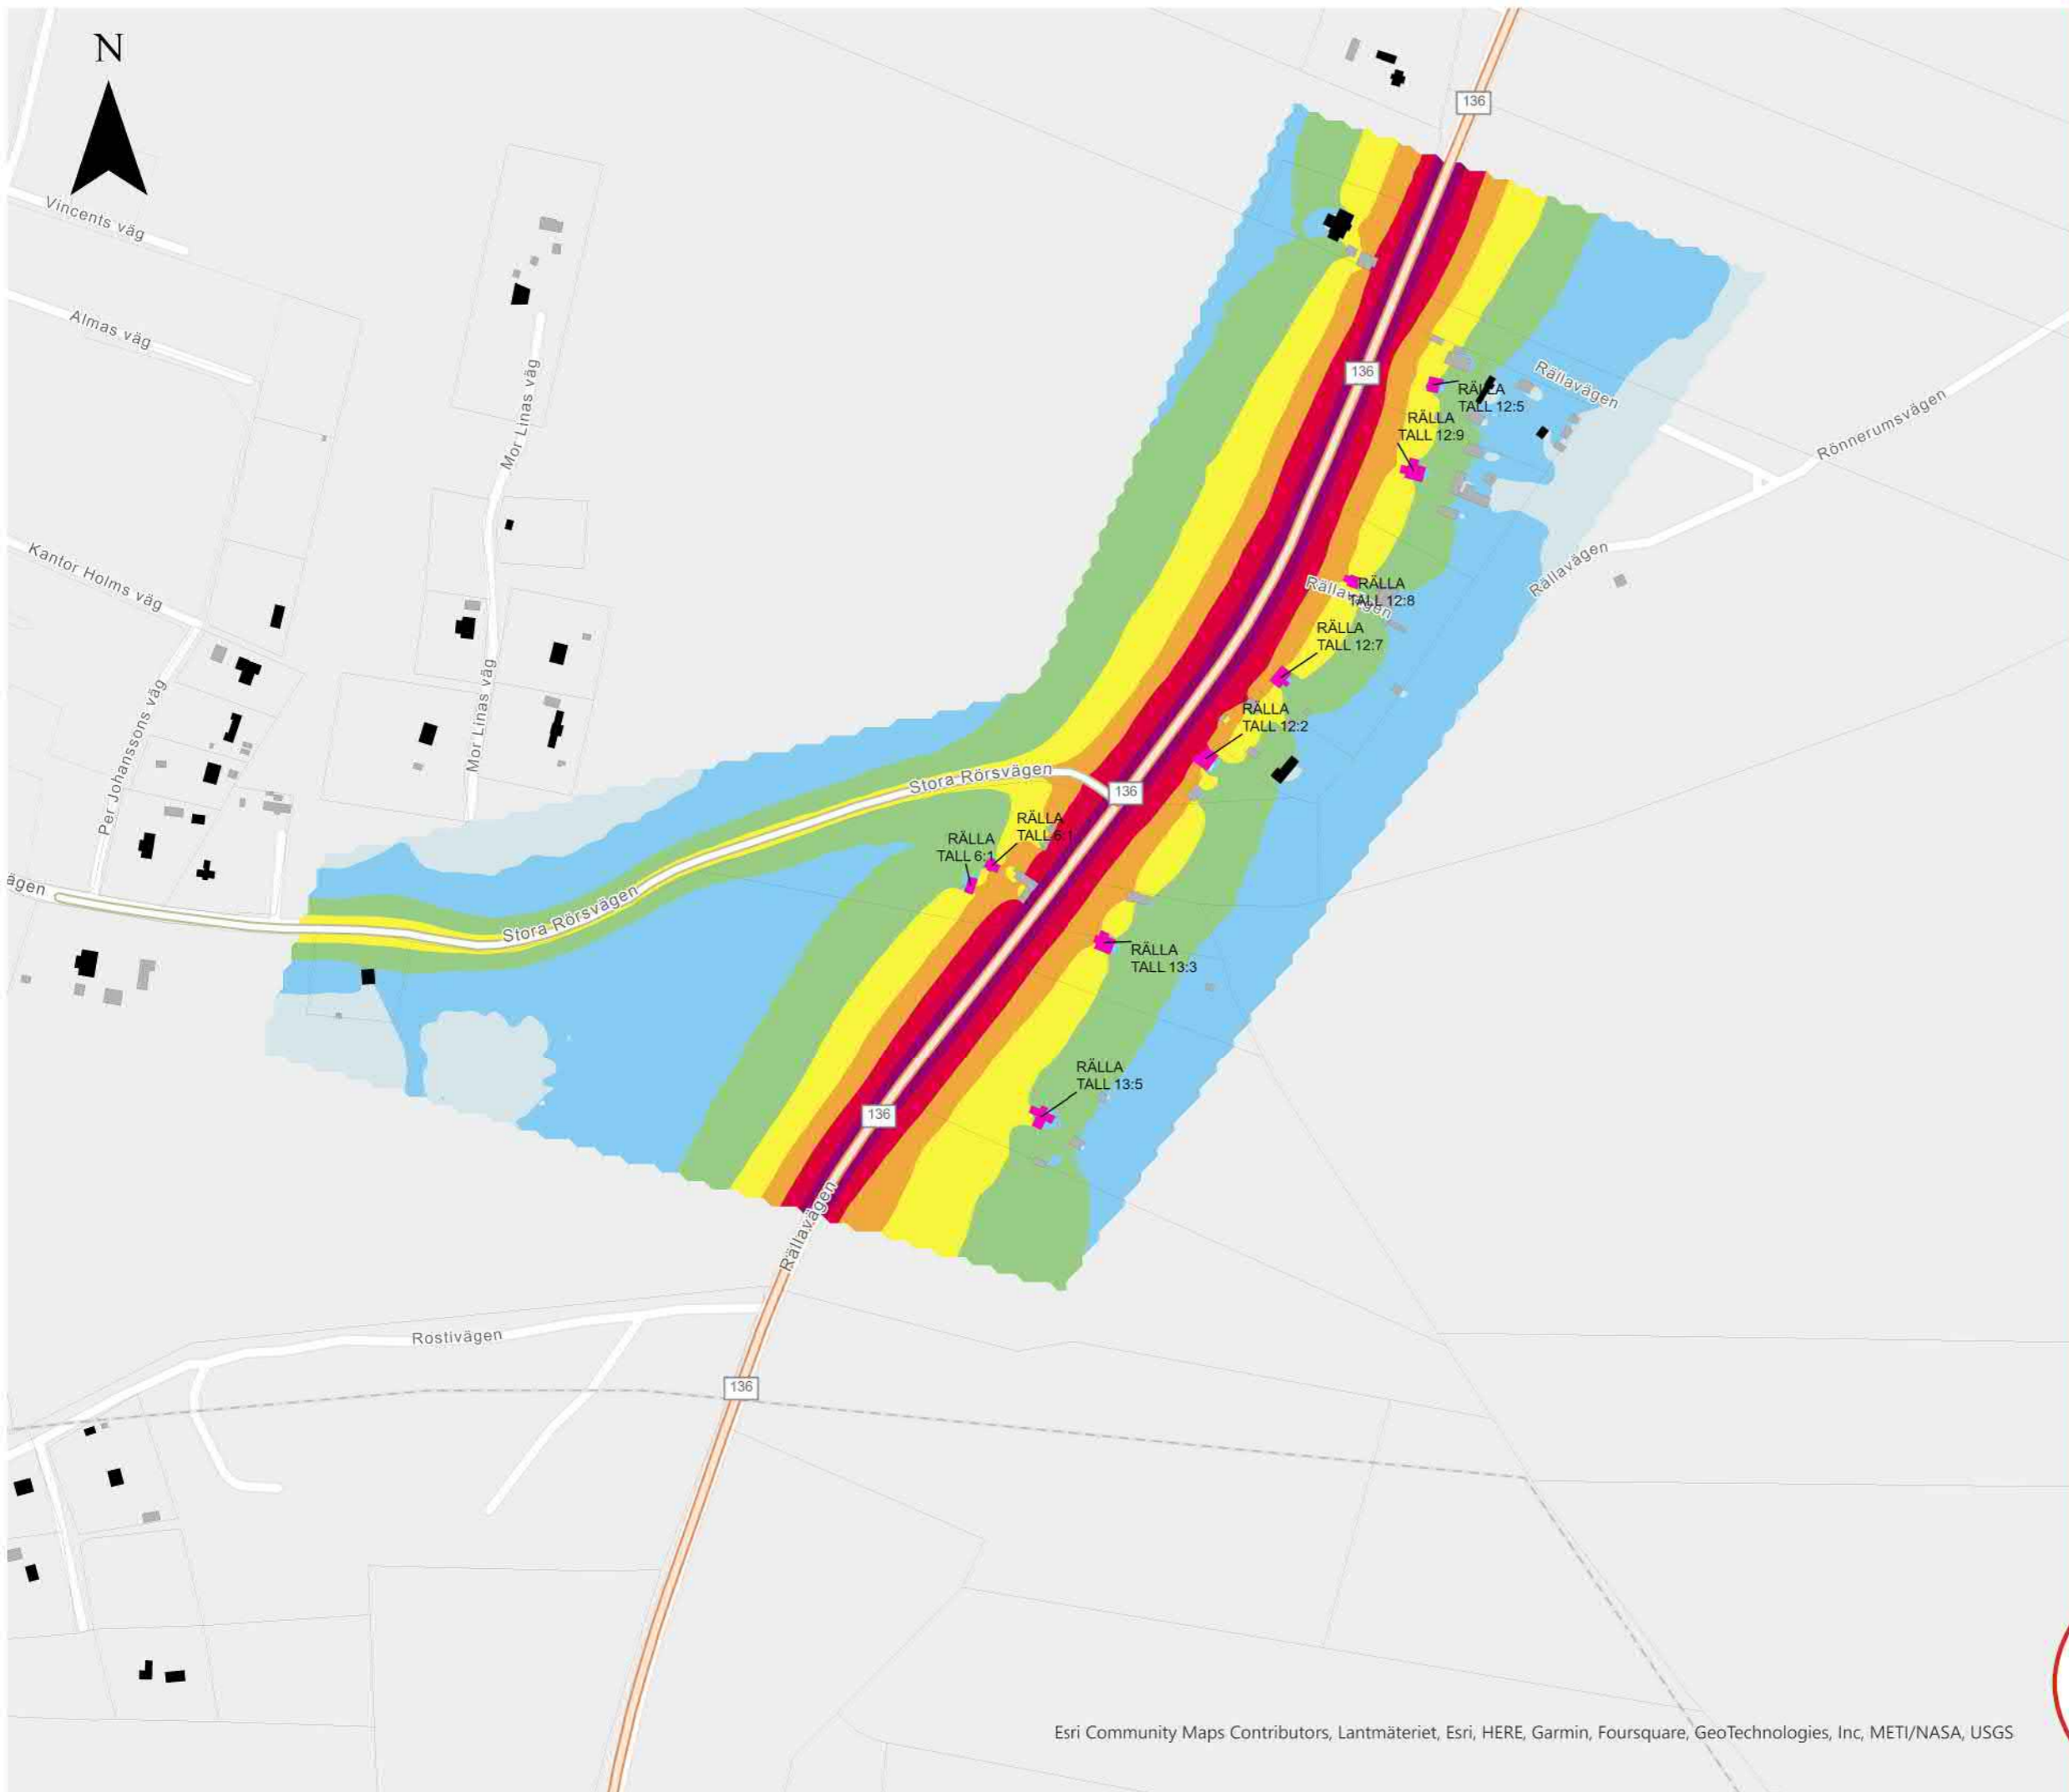 N
136
Vincents väg
Almas väg
136
Rällavägen
RÄLLA
TALL 12:5
Mor Linas väg
RÄLLA
TALL 12:9
Rönnerumsvägen
Kantor Holms väg
Rällavägen
Rällavägen
RÄLLA
TALL 12:8
RÄLLA
TALL 12:7
Mor Linas väg
Per Johanssons väg
RÄLLA
TALL 12:2
Stora Rörsvägen
136
RÄLLA
TALL 6:1
RÄLLA
TALL 6:1
ägen
Stora Rörsvägen
RÄLLA
TALL 13:3
RÄLLA
TALL 13:5
136
Rällavägen
Rostivägen
136
Esri Community Maps Contributors, Lantmäteriet, Esri, HERE, Garmin, Foursquare, GeoTechnologies, Inc, METI/NASA, USGS